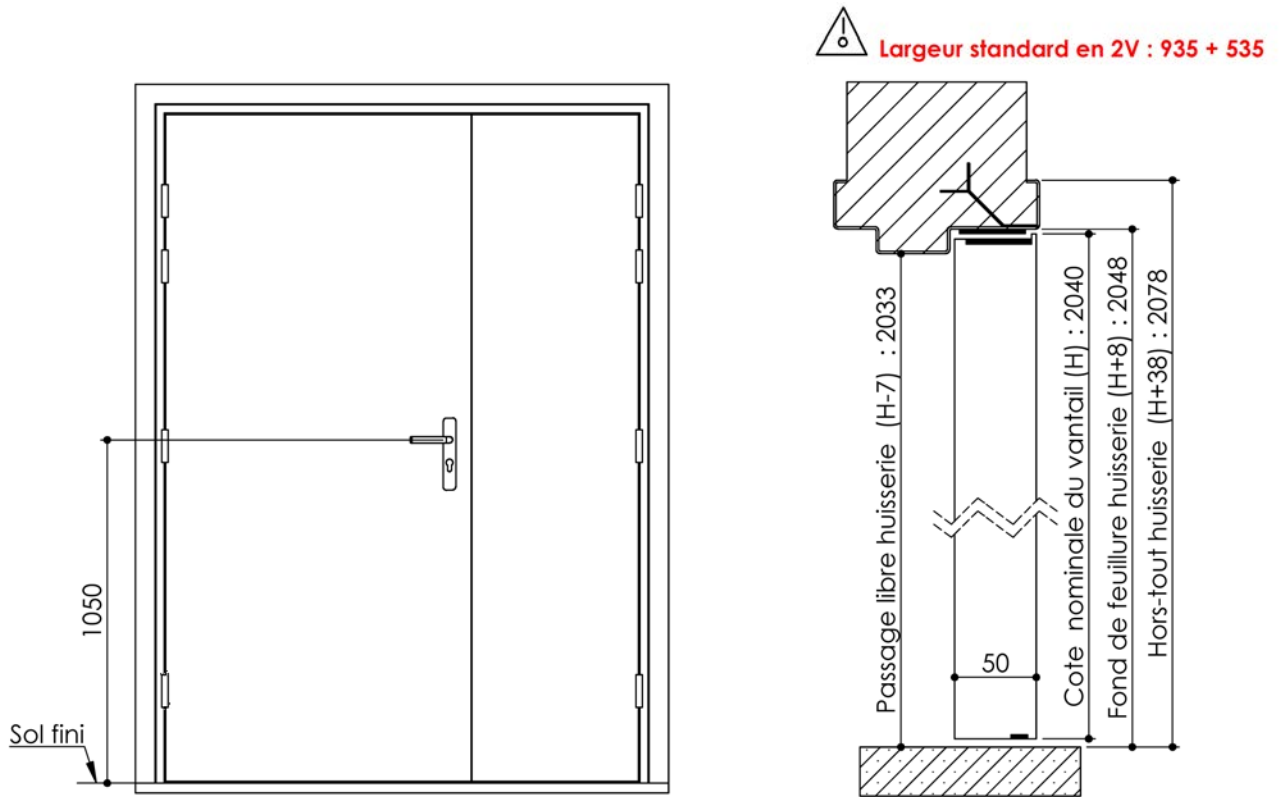 Largeur standard en 2V : 935 + 535
1050
Sol fini
Passage libre huisserie (H-7) : 2033
50
Cote nominale du vantail (H) : 2040
Fond de feuillure huisserie (H+8) : 2048
Hors-tout huisserie (H+38) : 2078